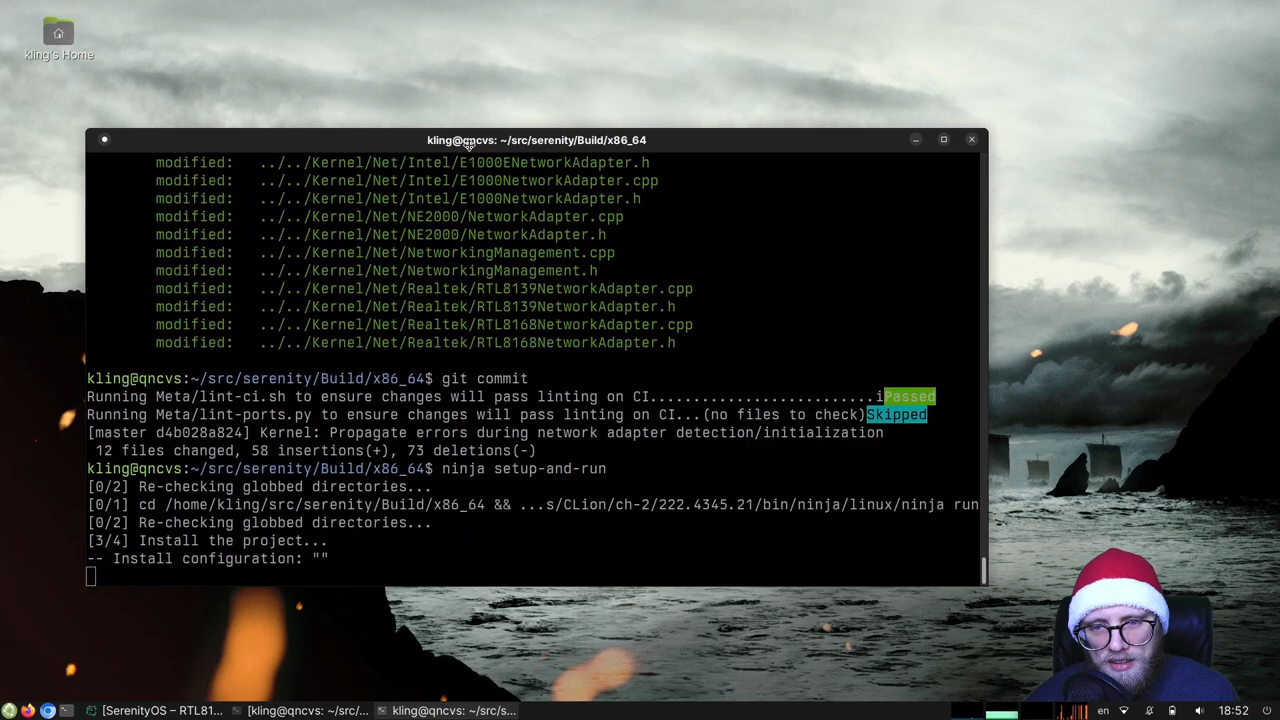 kling's Home
kling@qncvs: ~/src/serenity/Build/x86_64
modified:   ../../Kernel/Net/Intel/E1000ENetworkAdapter.h
modified:   ../../Kernel/Net/Intel/E1000NetworkAdapter.cpp
modified:   ../../Kernel/Net/Intel/E1000NetworkAdapter.h
modified:   ../../Kernel/Net/NE2000/NetworkAdapter.cpp
modified:   ../../Kernel/Net/NE2000/NetworkAdapter.h
modified:   ../../Kernel/Net/NetworkingManagement.cpp
modified:   ../../Kernel/Net/NetworkingManagement.h
modified:   ../../Kernel/Net/Realtek/RTL8139NetworkAdapter.cpp
modified:   ../../Kernel/Net/Realtek/RTL8139NetworkAdapter.h
modified:   ../../Kernel/Net/Realtek/RTL8168NetworkAdapter.cpp
modified:   ../../Kernel/Net/Realtek/RTL8168NetworkAdapter.h
kling@qncvs:~/src/serenity/Build/x86_64$ git commit
Running Meta/lint-ci.sh to ensure changes will pass linting on CI..........................iPassed
Running Meta/lint-ports.py to ensure changes will pass linting on CI...(no files to check)Skipped
[master d4b028a824] Kernel: Propagate errors during network adapter detection/initialization
 12 files changed, 58 insertions(+), 73 deletions(-)
kling@qncvs:~/src/serenity/Build/x86_64$ ninja setup-and-run
[0/2] Re-checking globbed directories...
[0/1] cd /home/kling/src/serenity/Build/x86_64 && ...s/CLion/ch-2/222.4345.21/bin/ninja/linux/ninja run
[0/2] Re-checking globbed directories...
[3/4] Install the project...
-- Install configuration: ""
[SerenityOS – RTL81...
[kling@qncvs: ~/src/...
kling@qncvs: ~/src/s...
en
18:52